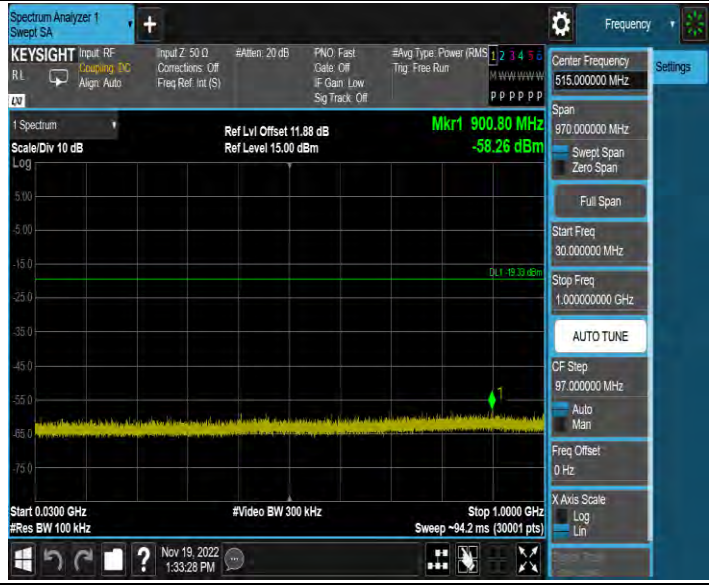 Spectrum Analyzer 1
Swept SA
Frequency
KEYSIGHT
RL
Input: RF
Coupling: DC
Align: Auto
Input Z: 50 Ω
Corrections: Off
Freq Ref: Int (S)
#Atten: 20 dB
PNO: Fast
Gate: Off
IF Gain: Low
Sig Track: Off
#Avg Type: Power (RMS
Trig: Free Run
1 2 3 4 5 6
M W W W W W
P P P P P P
LXI
1 Spectrum
Scale/Div 10 dB
Log
Ref Lvl Offset 11.88 dB
Ref Level 15.00 dBm
Mkr1 900.80 MHz
-58.26 dBm
5.00
-5.00
-15.0
DL1 -19.33 dBm
-25.0
-35.0
-45.0
-55.0
1
-65.0
-75.0
Start 0.0300 GHz
#Res BW 100 kHz
#Video BW 300 kHz
Stop 1.0000 GHz
Sweep ~94.2 ms (30001 pts)
Center Frequency
515.000000 MHz
Settings
Span
970.000000 MHz
Swept Span
Zero Span
Full Span
Start Freq
30.000000 MHz
Stop Freq
1.000000000 GHz
AUTO TUNE
CF Step
97.000000 MHz
Auto
Man
Freq Offset
0 Hz
X Axis Scale
Log
Lin
?
Nov 19, 2022
1:33:28 PM